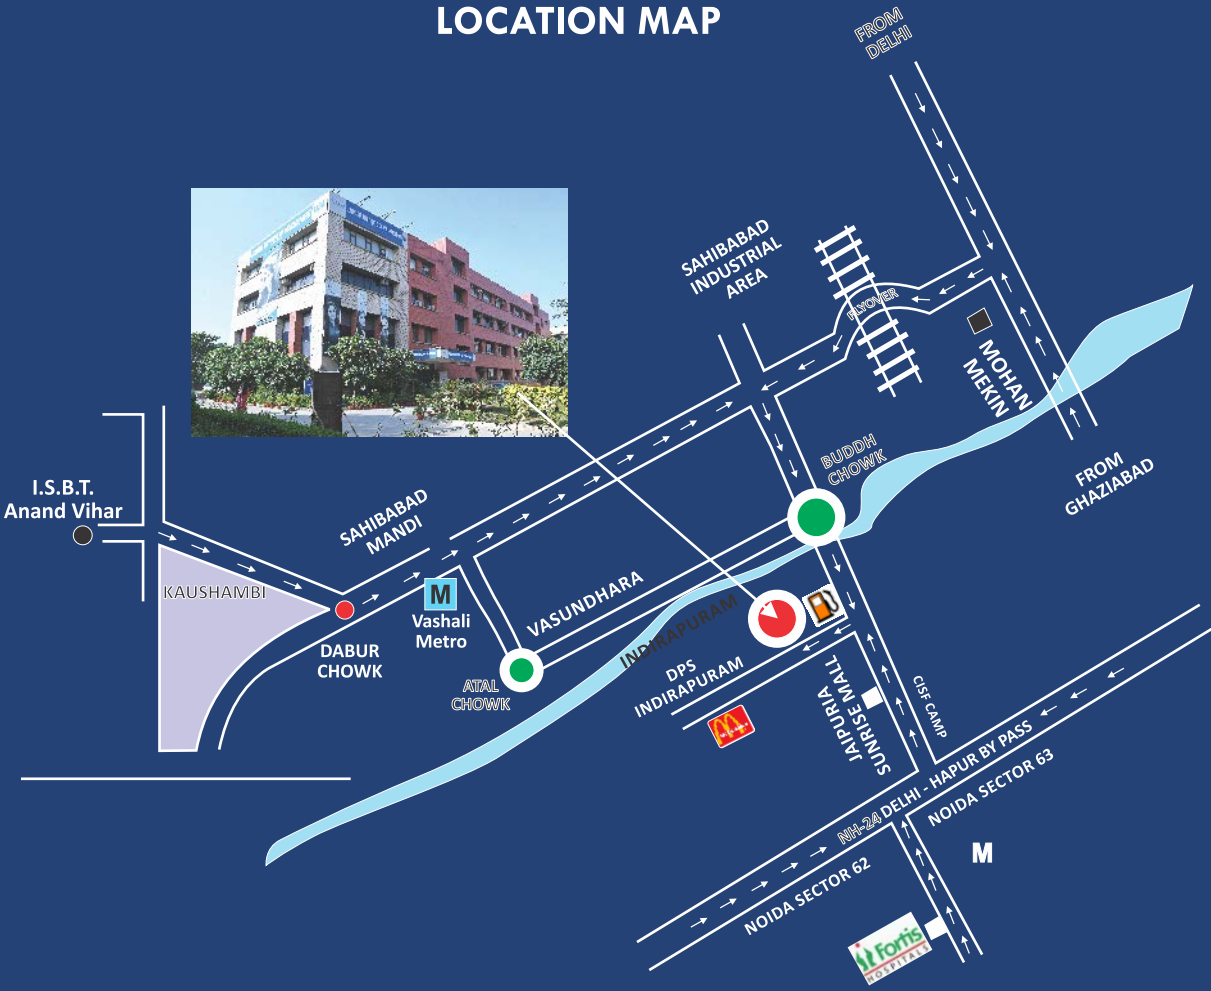 LOCATION MAP
FROM
DELHI
SAHIBABAD
INDUSTRIAL
AREA
FLYOVER
MOHAN
MEKIN
BUDDH
CHOWK
FROM
GHAZIABAD
I.S.B.T.
Anand Vihar
SAHIBABAD
MANDI
KAUSHAMBI
M
Vashali
Metro
DABUR
CHOWK
VASUNDHARA
ATAL
CHOWK
INDIRAPURAM
DPS
INDIRAPURAM
JAIPURIA
SUNRISE MALL
CISF CAMP
NH-24 DELHI - HAPUR BY PASS
NOIDA SECTOR 63
NOIDA SECTOR 62
M
Fortis
HOSPITALS